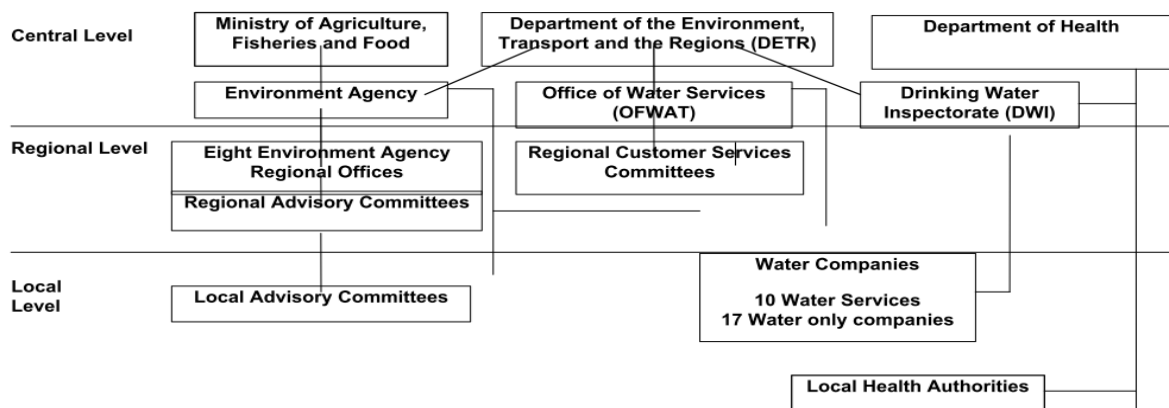 Central Level
Ministry of Agriculture,
Fisheries and Food
Department of the Environment,
Transport and the Regions (DETR)
Department of Health
Environment Agency
Office of Water Services
(OFWAT)
Drinking Water
Inspectorate (DWI)
Regional Level
Eight Environment Agency
Regional Offices
Regional Customer Services
Committees
Regional Advisory Committees
Local
Level
Local Advisory Committees
Water Companies
10 Water Services
17 Water only companies
Local Health Authorities